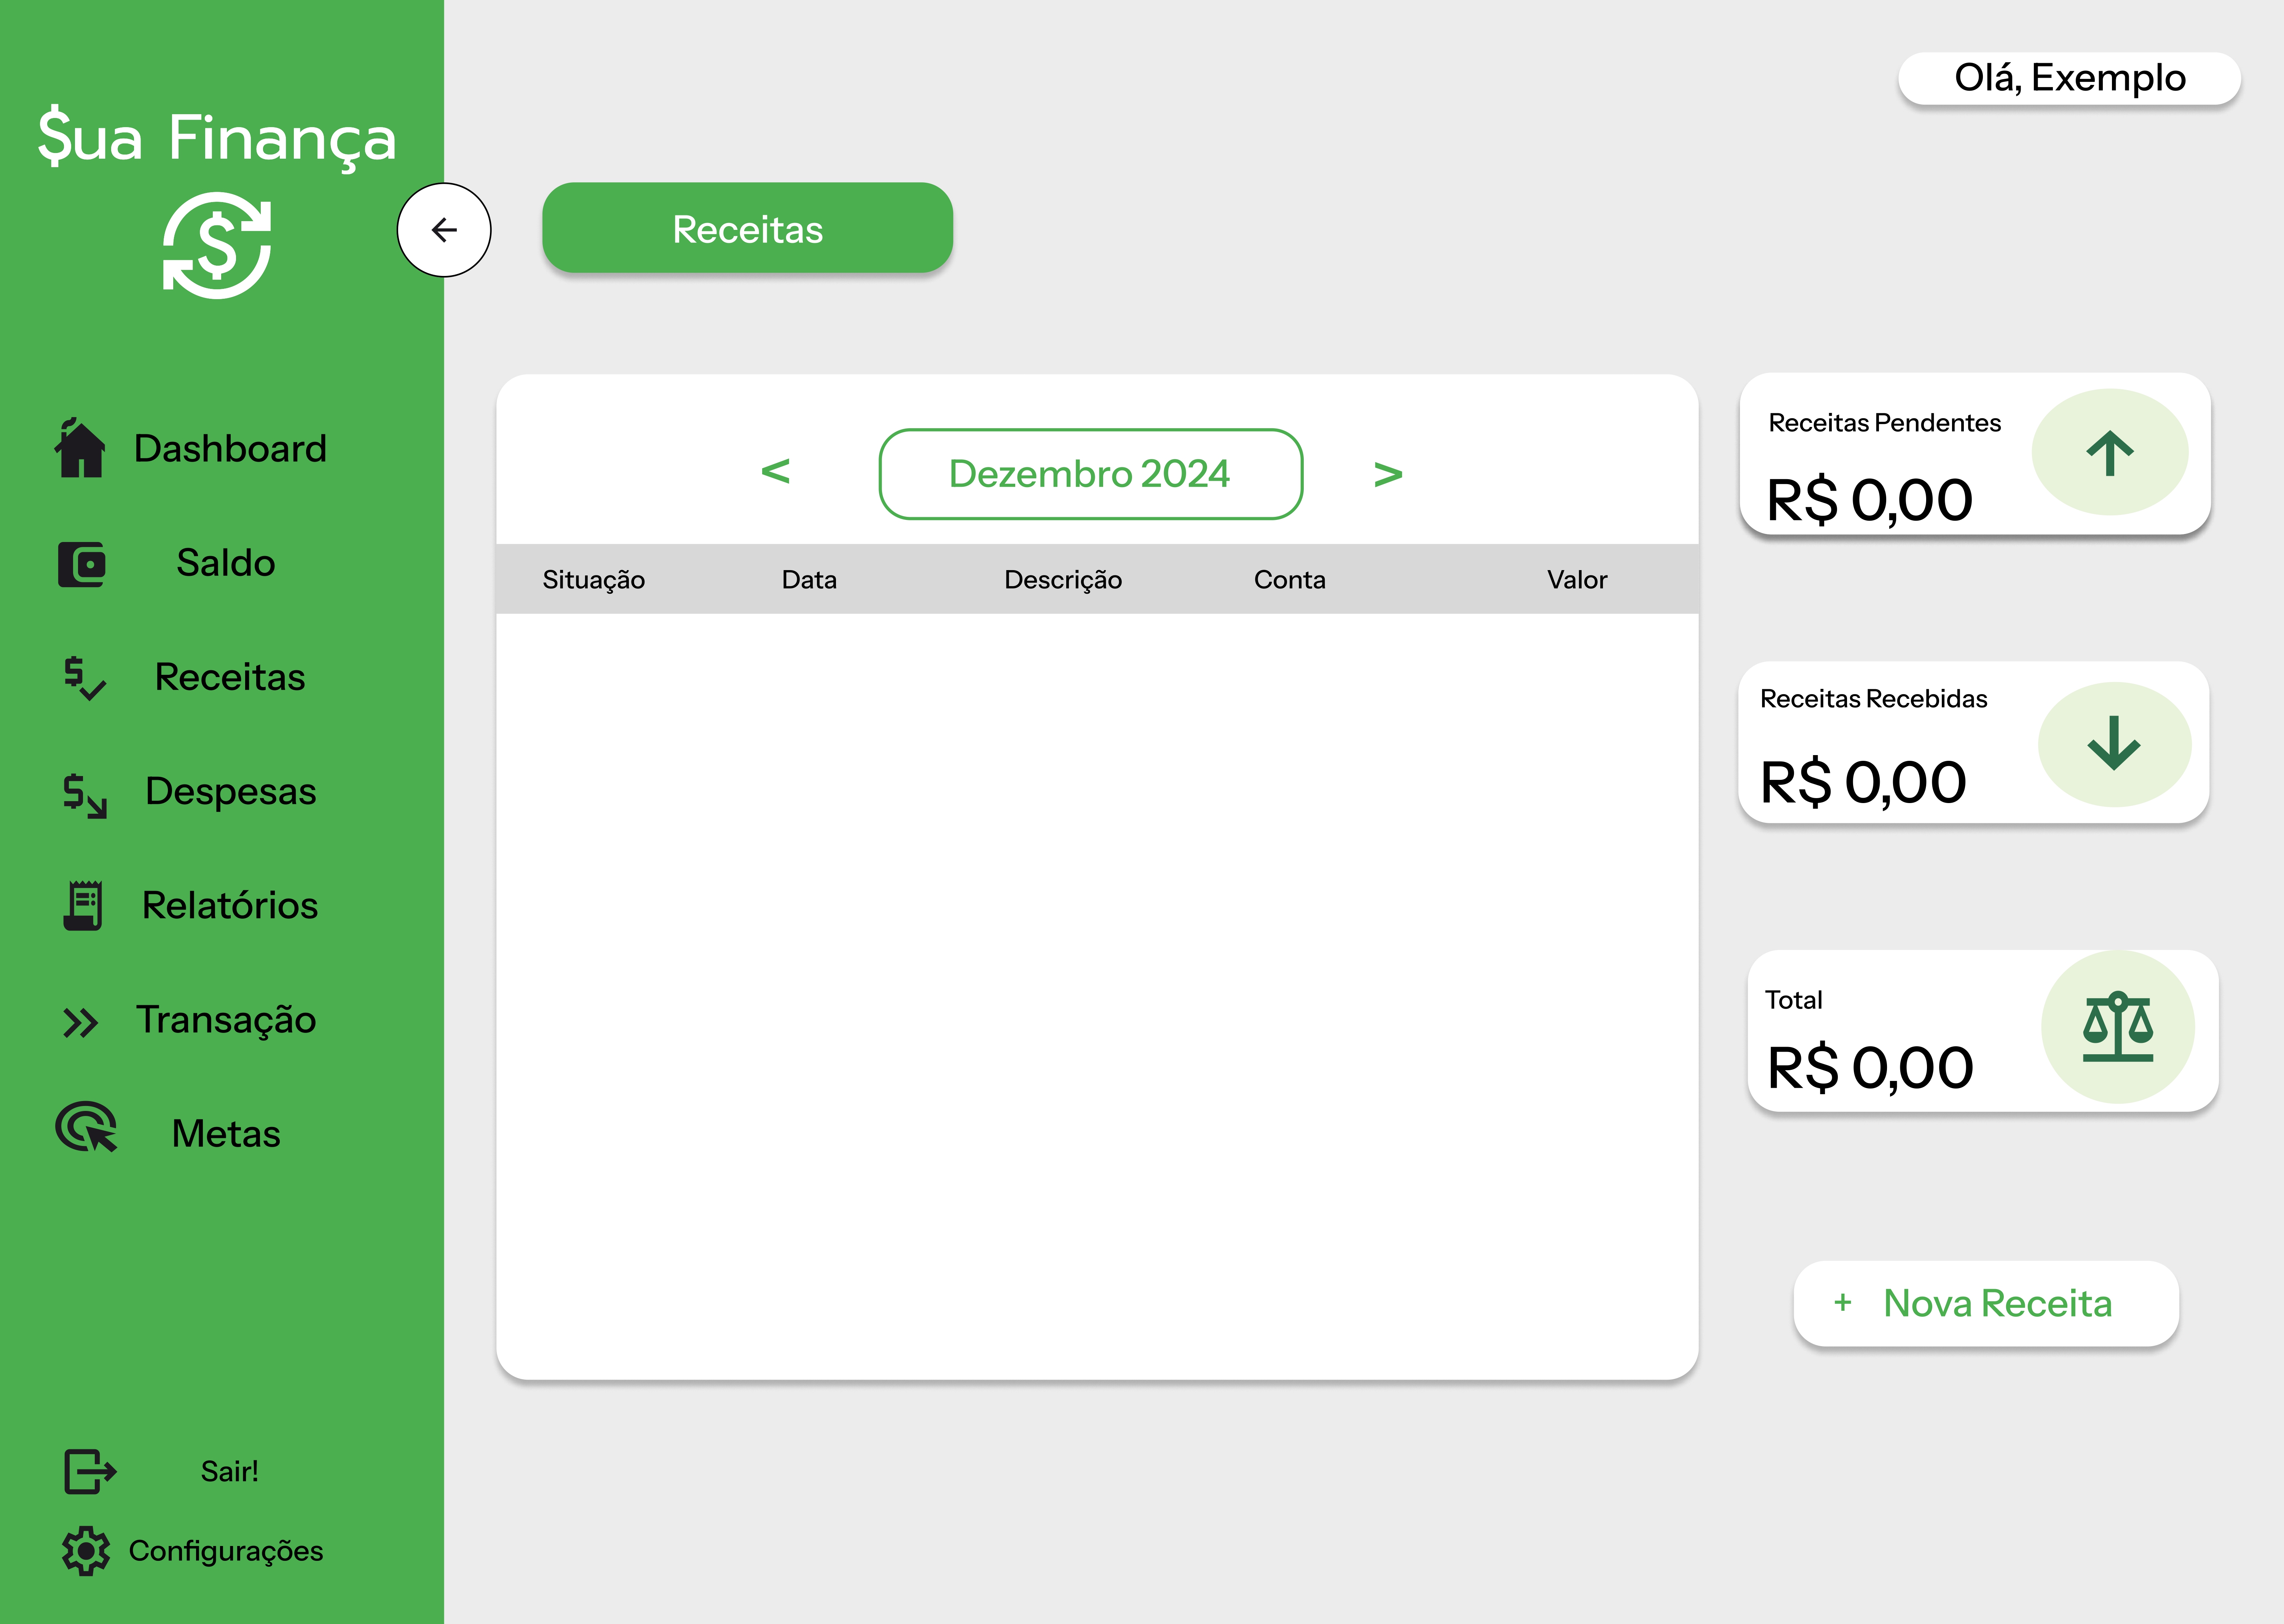 $ua Finança
Dashboard
Saldo
Receitas
Despesas
Relatórios
Transação
Metas
Sair!
Configurações
Olá, Exemplo
Receitas
< Dezembro 2024 >
Situação Data Descrição Conta Valor
Receitas Pendentes
R$ 0,00
Receitas Recebidas
R$ 0,00
Total
R$ 0,00
+ Nova Receita